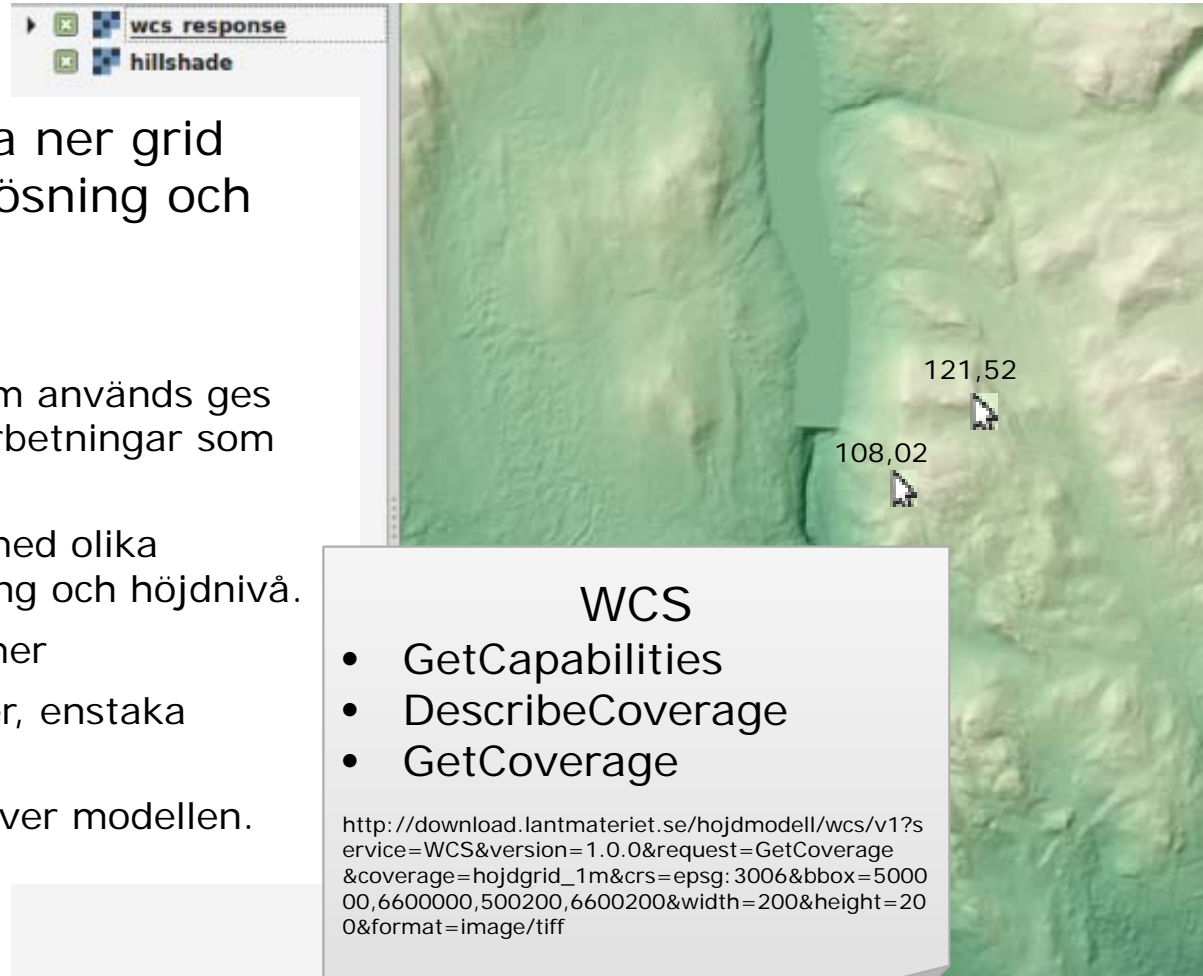 wcs response
hillshade
a ner grid
ösning och
m används ges
rbetningar som
ned olika
ng och höjdnivå.
ner
r, enstaka
ver modellen.
121,52
108,02
WCS
• GetCapabilities
• DescribeCoverage
• GetCoverage
http://download.lantmateriet.se/hojdmodell/wcs/v1?s
ervice=WCS&version=1.0.0&request=GetCoverage
&coverage=hojdgrid_1m&crs=epsg:3006&bbox=5000
00,6600000,500200,6600200&width=200&height=20
0&format=image/tiff